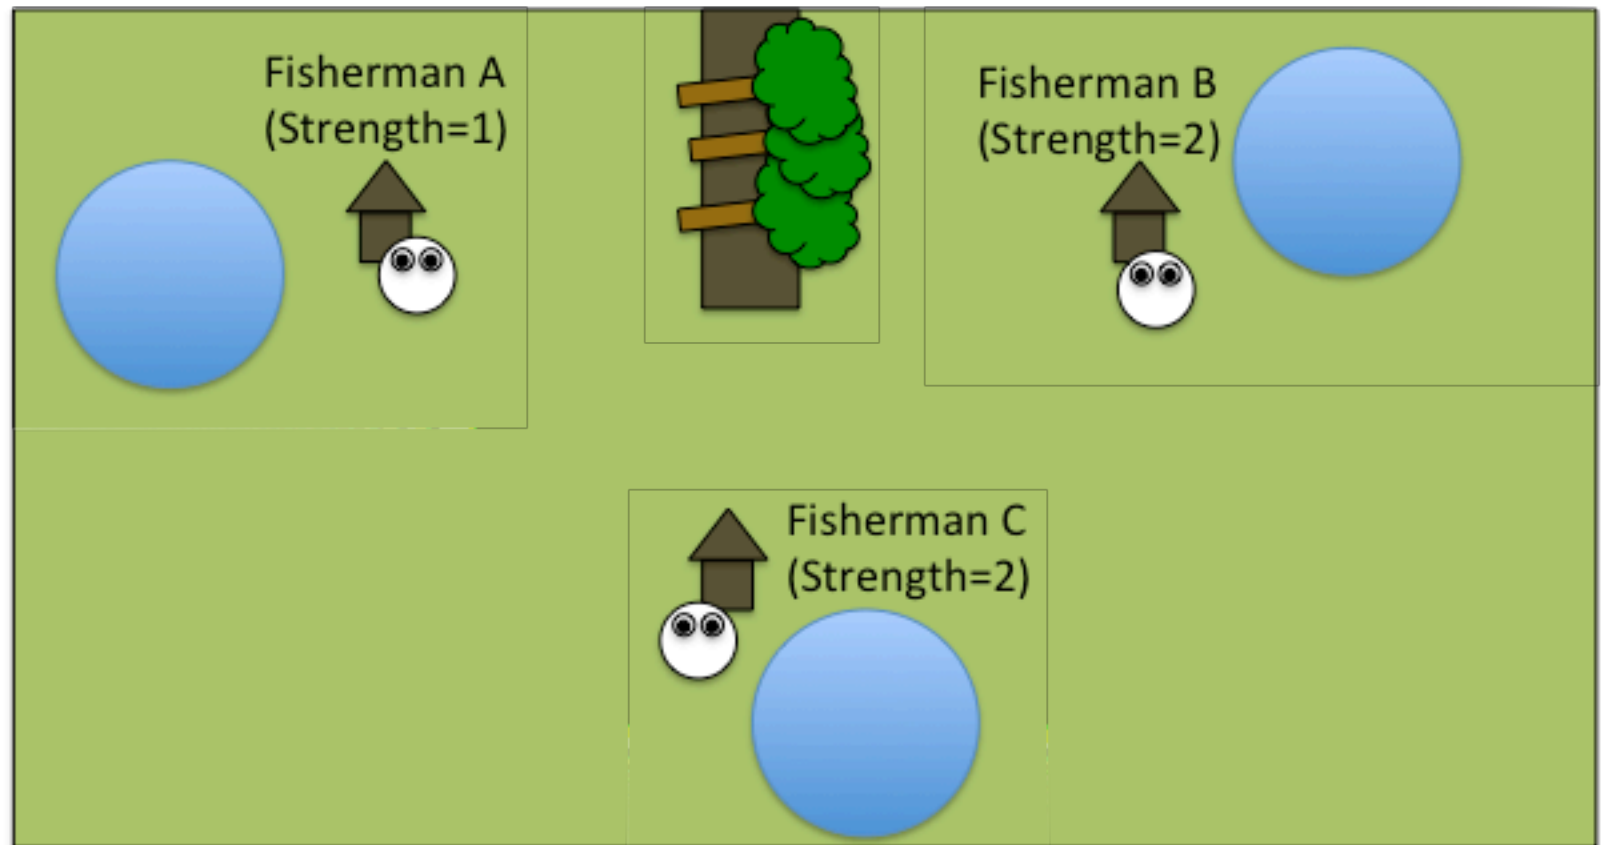 Fisherman A
(Strength=1)
Fisherman B
(Strength=2)
Fisherman C
(Strength=2)